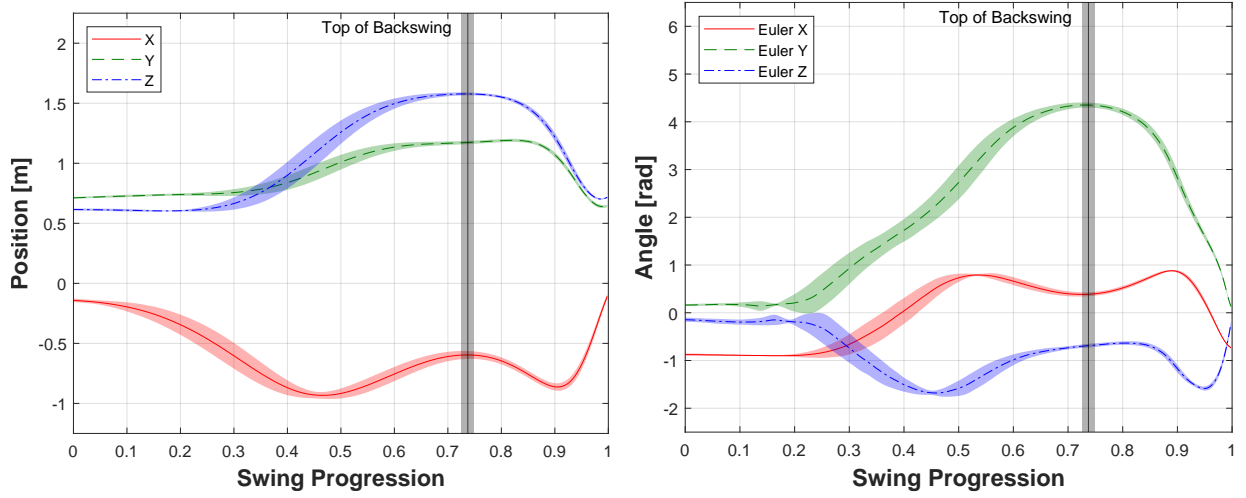 Top of Backswing
X
Y
Z
2
1.5
1
0.5
0
-0.5
-1
Position [m]
0 0.1 0.2 0.3 0.4 0.5 0.6 0.7 0.8 0.9 1
Swing Progression
Top of Backswing
Euler X
Euler Y
Euler Z
6
5
4
3
2
1
0
-1
-2
Angle [rad]
0 0.1 0.2 0.3 0.4 0.5 0.6 0.7 0.8 0.9 1
Swing Progression